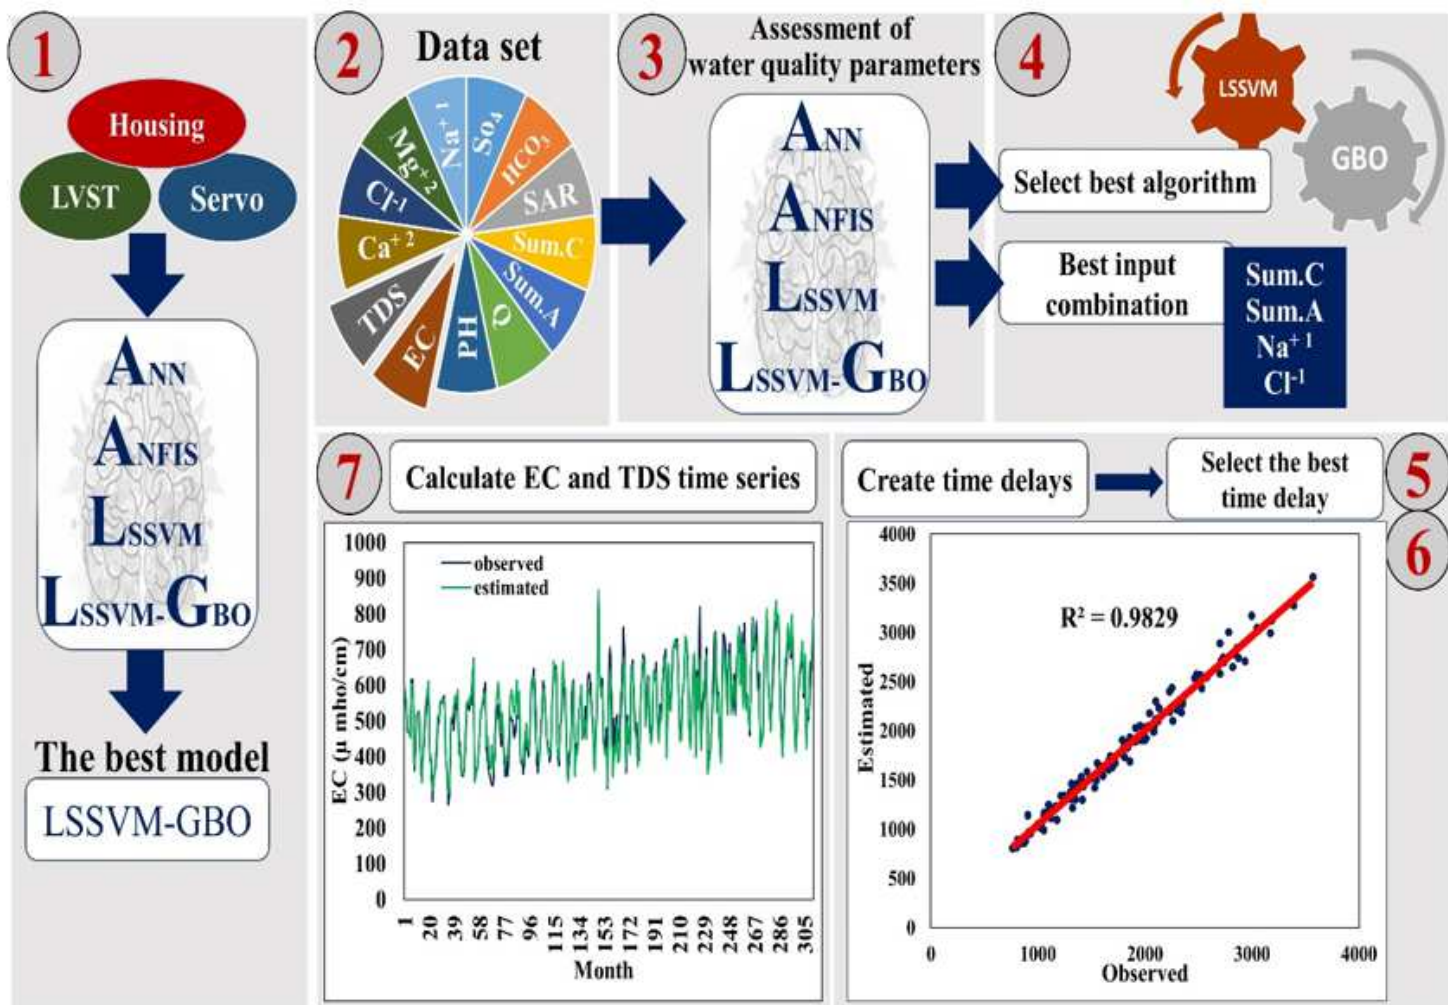 1
Housing
LVST
Servo
ANN
ANFIS
LSSVM
LSSVM-GBO
The best model
LSSVM-GBO
2
Data set
Na+ 1
So4
HCO3
SAR
Sum.C
Sum.A
Q
PH
EC
TDS
Ca+ 2
Cl-1
Mg+2
3
Assessment of
water quality parameters
ANN
ANFIS
LSSVM
LSSVM-GBO
4
LSSVM
GBO
Select best algorithm
Best input
combination
Sum.C
Sum.A
Na+ 1
Cl-1
5
Create time delays
Select the best
time delay
6
4000
3500
3000
2500
2000
1500
1000
500
0
Estimated
R² = 0.9829
0 1000 2000 3000 4000
Observed
7
Calculate EC and TDS time series
1000
900
800
700
600
500
400
300
200
100
0
EC (µ mho/cm)
observed
estimated
1 20 39 58 77 96 115 134 153 172 191 210 229 248 267 286 305
Month